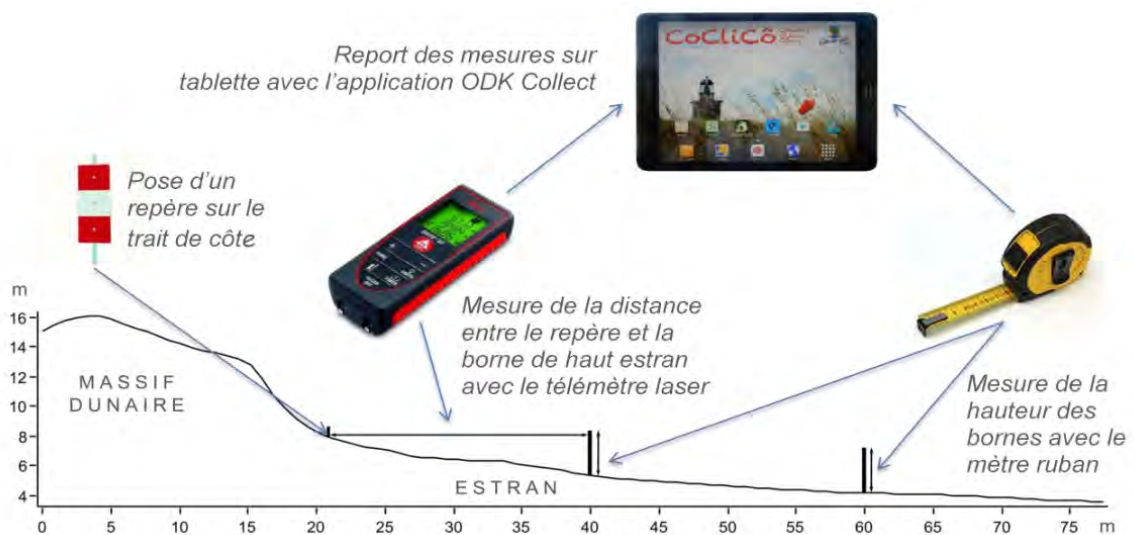 Report des mesures sur
tablette avec l'application ODK Collect
CoCliCô
Pose d'un
repère sur le
trait de côte
Mesure de la distance
entre le repère et la
borne de haut estran
avec le télémètre laser
Mesure de la
hauteur des
bornes avec le
mètre ruban
m
16
14
12
10
8
6
4
MASSIF
DUNAIRE
ESTRAN
0 5 10 15 20 25 30 35 40 45 50 55 60 65 70 75 m